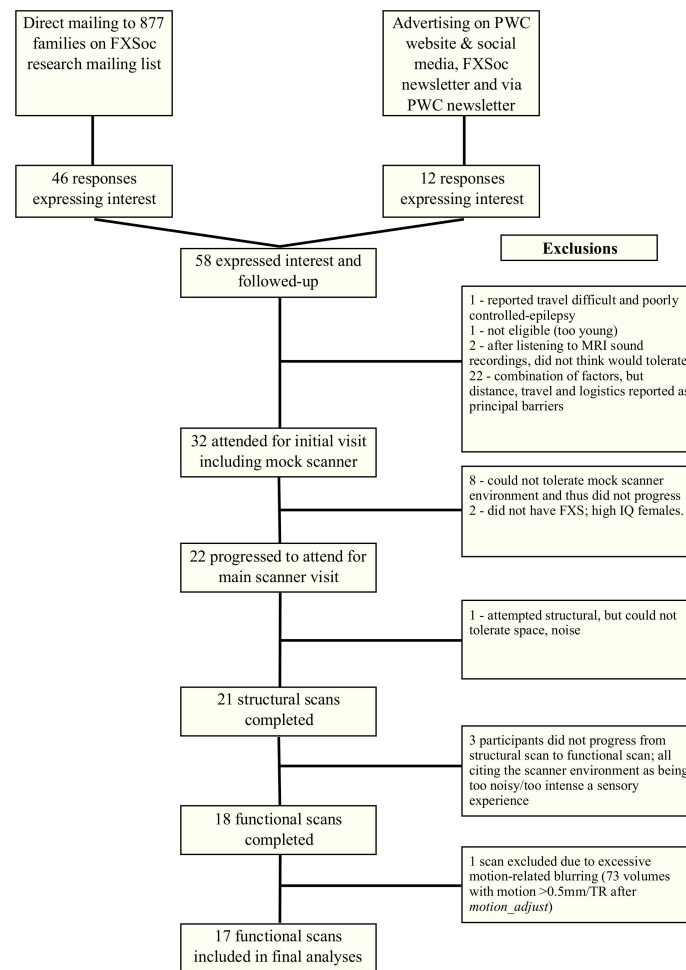 Direct mailing to 877
families on FXSoc
research mailing list
Advertising on PWC
website & social
media, FXSoc
newsletter and via
PWC newsletter
46 responses
expressing interest
12 responses
expressing interest
58 expressed interest and
followed-up
Exclusions
1 - reported travel difficult and poorly
controlled-epilepsy
1 - not eligible (too young)
2 - after listening to MRI sound
recordings, did not think would tolerate
22 - combination of factors, but
distance, travel and logistics reported as
principal barriers
32 attended for initial visit
including mock scanner
8 - could not tolerate mock scanner
environment and thus did not progress
2 - did not have FXS; high IQ females.
22 progressed to attend for
main scanner visit
1 - attempted structural, but could not
tolerate space, noise
21 structural scans
completed
3 participants did not progress from
structural scan to functional scan; all
citing the scanner environment as being
too noisy/too intense a sensory
experience
18 functional scans
completed
1 scan excluded due to excessive
motion-related blurring (73 volumes
with motion >0.5mm/TR after
motion_adjust)
17 functional scans
included in final analyses